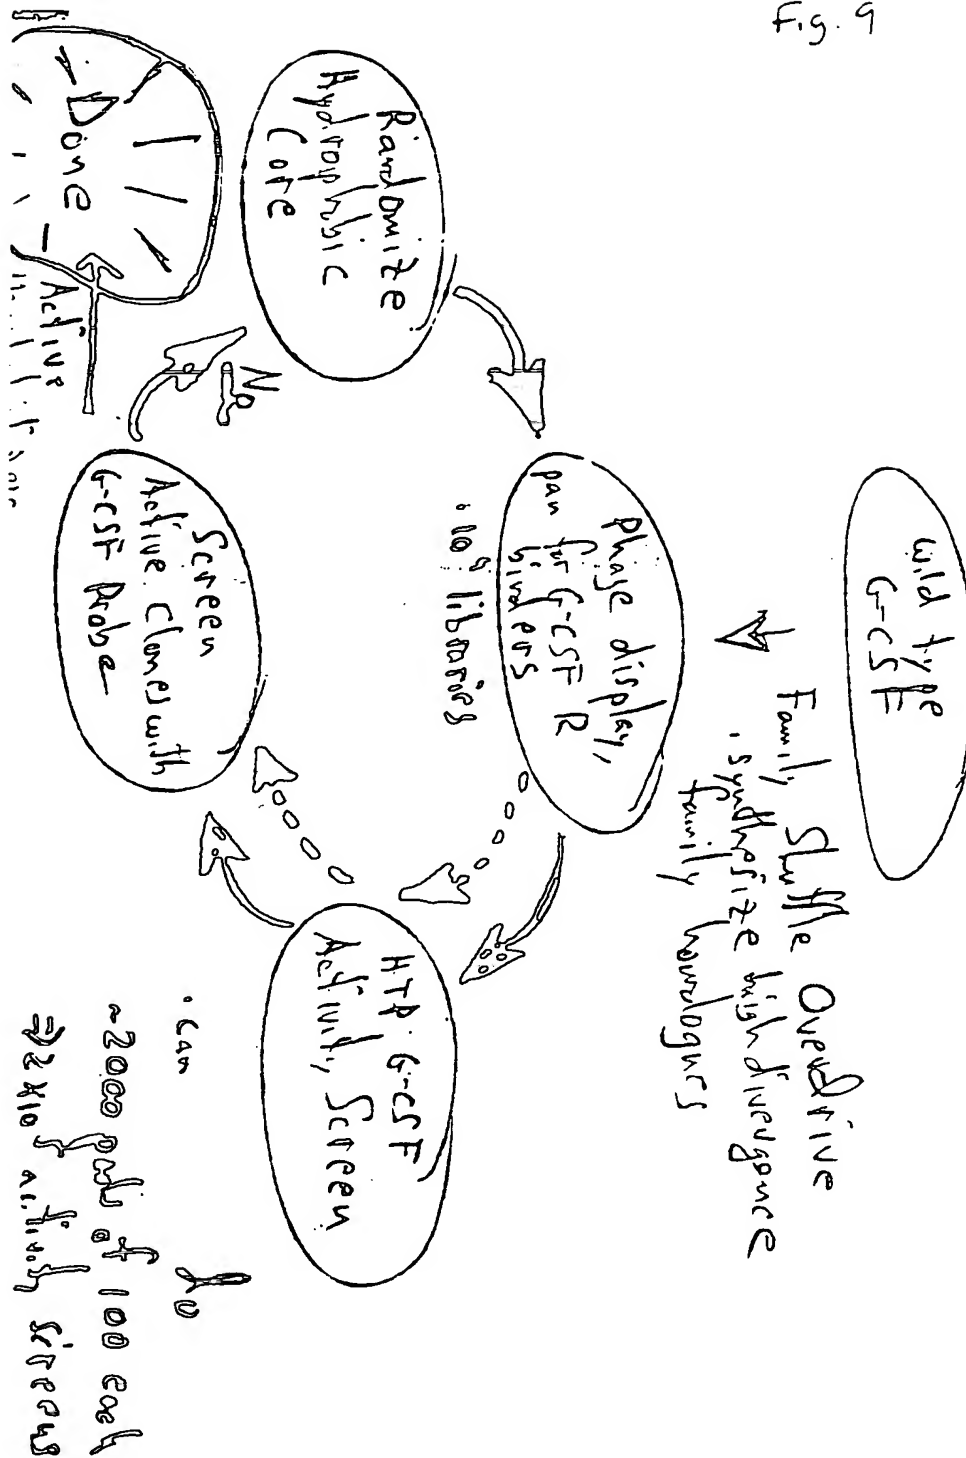 Fig. 9
Wild type
G-CSF
Family Shuffle Overdrive
. synthesize high divergence
family homologues
Phage display,
pan for G-CSF R
binders
. 10⁹ libraries
HTP G-CSF
Activity Screen
. can do
~2000 pools of 100 each
⇒ 2x10⁵ activity screens
Screen
Active Clones with
G-CSF Probe
No
Randomize
Hydrophobic
Core
Active
Done